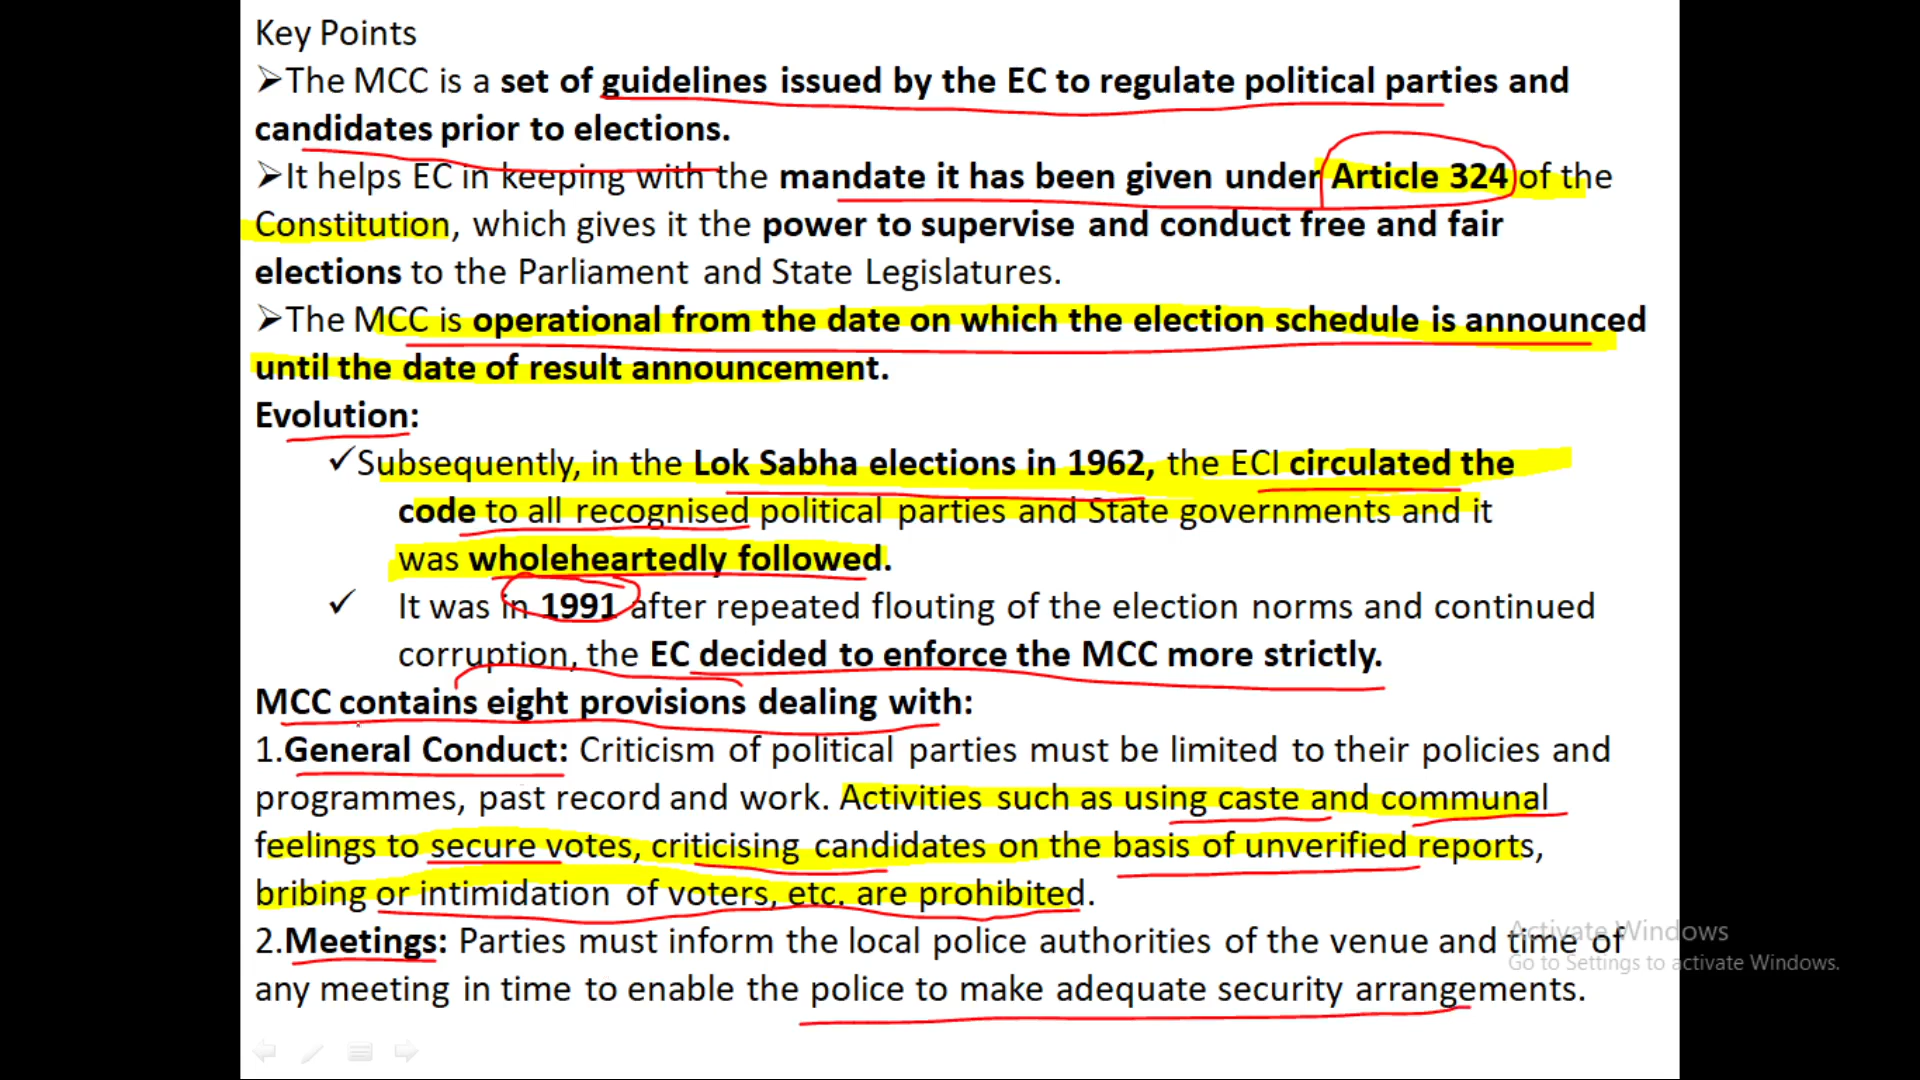 Key Points
➢The MCC is a set of guidelines issued by the EC to regulate political parties and
candidates prior to elections.
➢It helps EC in keeping with the mandate it has been given under Article 324 of the
Constitution, which gives it the power to supervise and conduct free and fair
elections to the Parliament and State Legislatures.
➢The MCC is operational from the date on which the election schedule is announced
until the date of result announcement.
Evolution:
✓Subsequently, in the Lok Sabha elections in 1962, the ECI circulated the
code to all recognised political parties and State governments and it
was wholeheartedly followed.
✓ It was in 1991 after repeated flouting of the election norms and continued
corruption, the EC decided to enforce the MCC more strictly.
MCC contains eight provisions dealing with:
1.General Conduct: Criticism of political parties must be limited to their policies and
programmes, past record and work. Activities such as using caste and communal
feelings to secure votes, criticising candidates on the basis of unverified reports,
bribing or intimidation of voters, etc. are prohibited.
2.Meetings: Parties must inform the local police authorities of the venue and time of
any meeting in time to enable the police to make adequate security arrangements.
Activate Windows
Go to Settings to activate Windows.